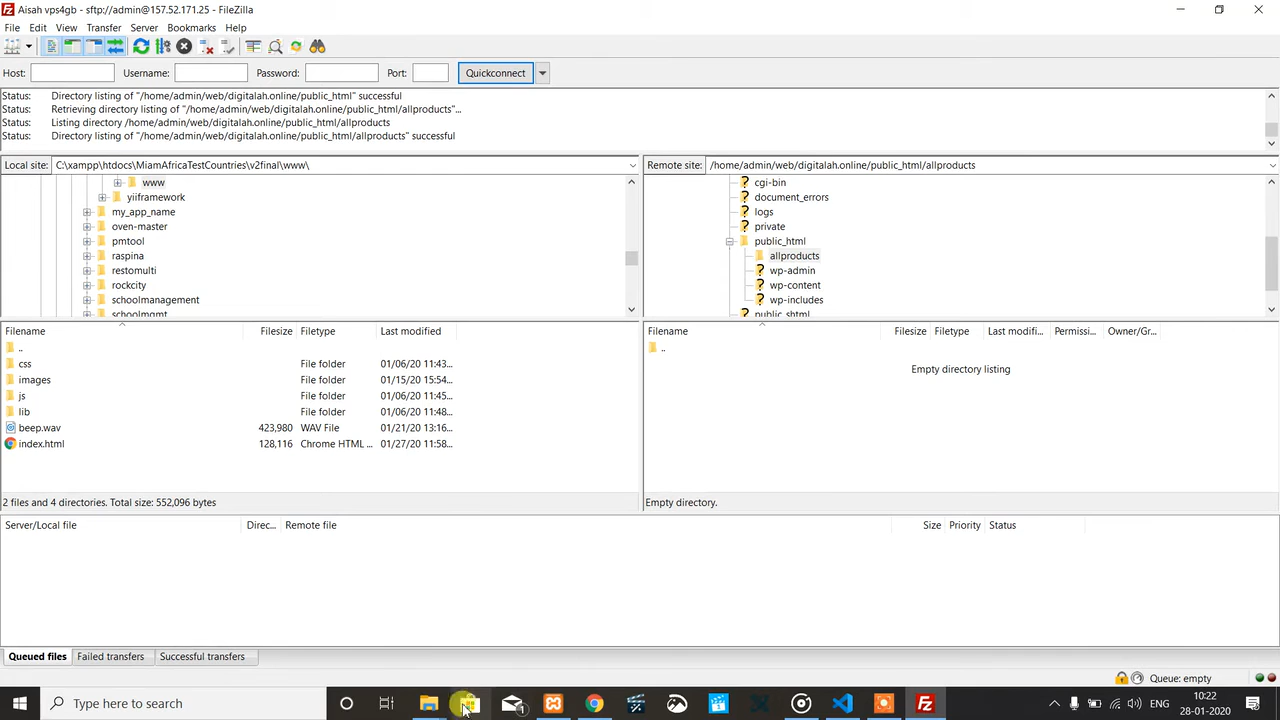 Aisah vps4gb - sftp://admin@157.52.171.25 - FileZilla
File Edit View Transfer Server Bookmarks Help
Host: Username: Password: Port: Quickconnect
Status: Directory listing of "/home/admin/web/digitalah.online/public_html" successful
Status: Retrieving directory listing of "/home/admin/web/digitalah.online/public_html/allproducts"...
Status: Listing directory /home/admin/web/digitalah.online/public_html/allproducts
Status: Directory listing of "/home/admin/web/digitalah.online/public_html/allproducts" successful
Local site: C:\xampp\htdocs\MiamAfricaTestCountries\v2final\www\
www
yiiframework
my_app_name
oven-master
pmtool
raspina
restomulti
rockcity
schoolmanagement
schoolmgmt
Remote site: /home/admin/web/digitalah.online/public_html/allproducts
cgi-bin
document_errors
logs
private
public_html
allproducts
wp-admin
wp-content
wp-includes
public_shtml
Filename Filesize Filetype Last modified
..
css File folder 01/06/20 11:43...
images File folder 01/15/20 15:54...
js File folder 01/06/20 11:45...
lib File folder 01/06/20 11:48...
beep.wav 423,980 WAV File 01/21/20 13:16...
index.html 128,116 Chrome HTML ... 01/27/20 11:58...
2 files and 4 directories. Total size: 552,096 bytes
Filename Filesize Filetype Last modifi... Permissi... Owner/Gr...
..
Empty directory listing
Empty directory.
Server/Local file Direc... Remote file Size Priority Status
Queued files Failed transfers Successful transfers
Queue: empty
Type here to search
1
ENG
10:22
28-01-2020